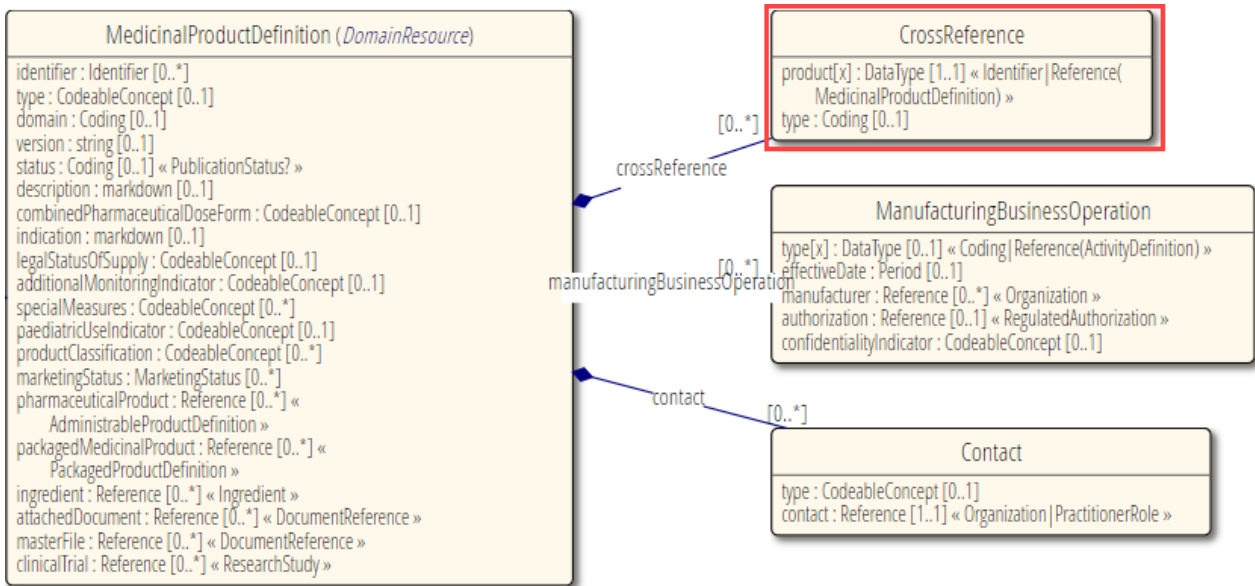 MedicinalProductDefinition (DomainResource)
identifier : Identifier [0..*]
type : CodeableConcept [0..1]
domain : Coding [0..1]
version : string [0..1]
status : Coding [0..1] « PublicationStatus? »
description : markdown [0..1]
combinedPharmaceuticalDoseForm : CodeableConcept [0..1]
indication : markdown [0..1]
legalStatusOfSupply : CodeableConcept [0..1]
additionalMonitoringIndicator : CodeableConcept [0..1]
specialMeasures : CodeableConcept [0..*]
paediatricUseIndicator : CodeableConcept [0..1]
productClassification : CodeableConcept [0..*]
marketingStatus : MarketingStatus [0..*]
pharmaceuticalProduct : Reference [0..*] «
AdministrableProductDefinition »
packagedMedicinalProduct : Reference [0..*] «
PackagedProductDefinition »
ingredient : Reference [0..*] « Ingredient »
attachedDocument : Reference [0..*] « DocumentReference »
masterFile : Reference [0..*] « DocumentReference »
clinicalTrial : Reference [0..*] « ResearchStudy »
[0..*]
crossReference
CrossReference
product[x] : DataType [1..1] « Identifier|Reference(
MedicinalProductDefinition) »
type : Coding [0..1]
[0..*]
manufacturingBusinessOperation
ManufacturingBusinessOperation
type[x] : DataType [0..1] « Coding|Reference(ActivityDefinition) »
effectiveDate : Period [0..1]
manufacturer : Reference [0..*] « Organization »
authorization : Reference [0..1] « RegulatedAuthorization »
confidentialityIndicator : CodeableConcept [0..1]
contact
[0..*]
Contact
type : CodeableConcept [0..1]
contact : Reference [1..1] « Organization|PractitionerRole »